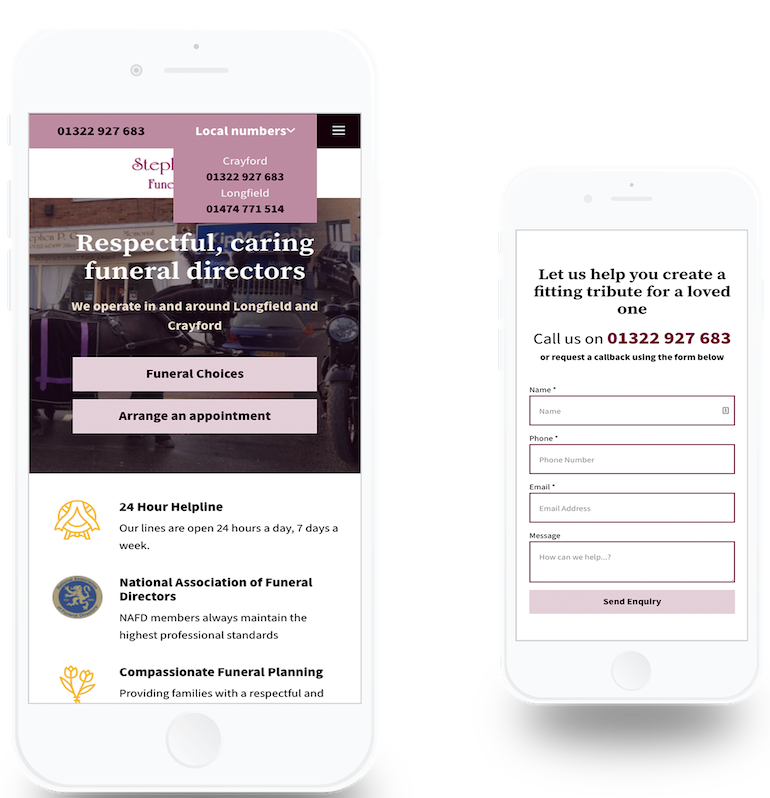 01322 927 683
Local numbers
Crayford
01322 927 683
Longfield
01474 771 514
Respectful, caring
funeral directors
We operate in and around Longfield and
Crayford
Funeral Choices
Arrange an appointment
24 Hour Helpline
Our lines are open 24 hours a day, 7 days a
week.
National Association of Funeral
Directors
NAFD members always maintain the
highest professional standards
Compassionate Funeral Planning
Providing families with a respectful and
Let us help you create a
fitting tribute for a loved
one
Call us on 01322 927 683
or request a callback using the form below
Name *
Name
Phone *
Phone Number
Email *
Email Address
Message
How can we help...?
Send Enquiry